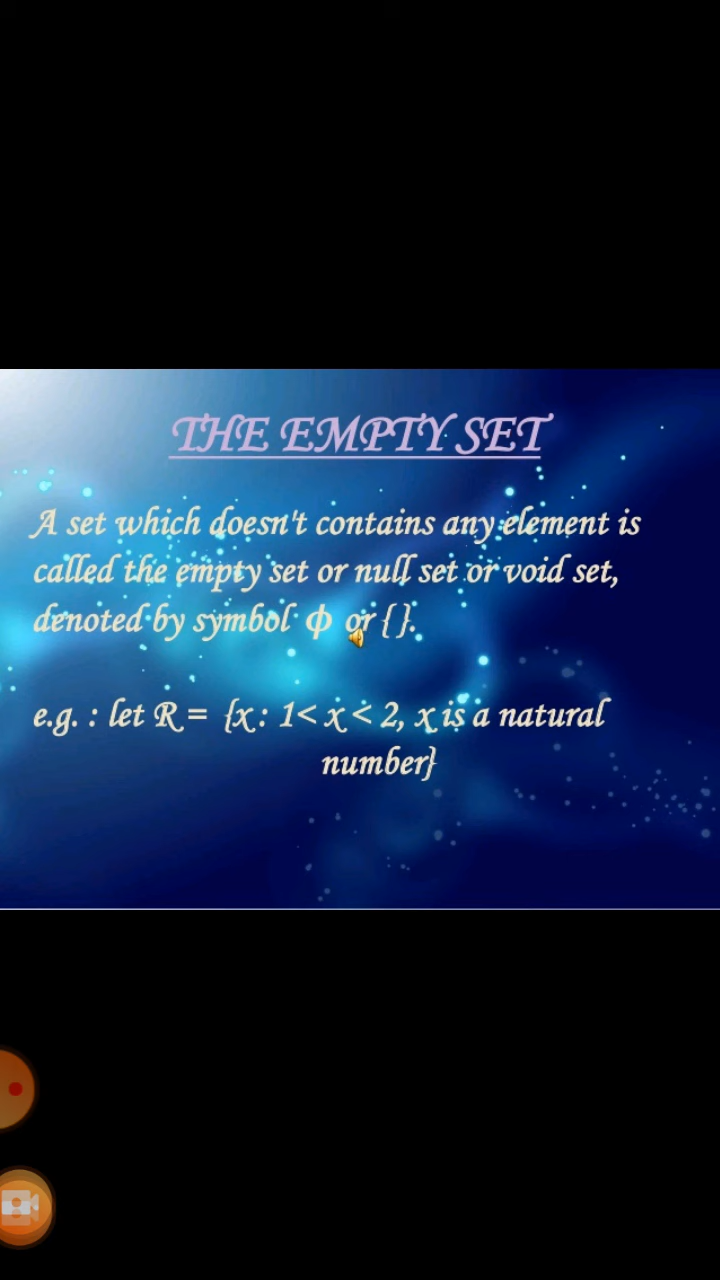 THE EMPTY SET
A set which doesn't contains any element is
called the empty set or null set or void set,
denoted by symbol ϕ or { }.
e.g. : let R = {x : 1< x < 2, x is a natural
number}